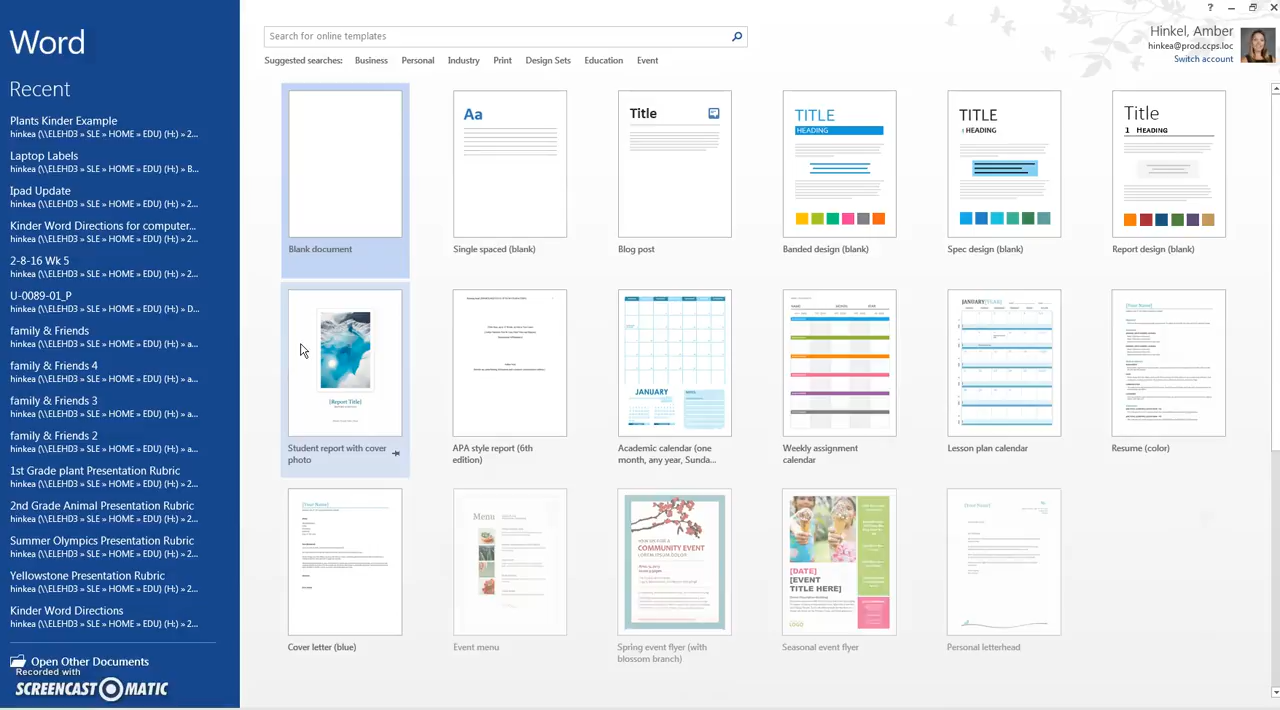 Word
Recent
Plants Kinder Example
hinkea (\\ELEHD3 » SLE » HOME » EDU) (H:) » 2...
Laptop Labels
hinkea (\\ELEHD3 » SLE » HOME » EDU) (H:) » B...
Ipad Update
hinkea (\\ELEHD3 » SLE » HOME » EDU) (H:) » 2...
Kinder Word Directions for computer...
hinkea (\\ELEHD3 » SLE » HOME » EDU) (H:) » 2...
2-8-16 Wk 5
hinkea (\\ELEHD3 » SLE » HOME » EDU) (H:) » 2...
U-0089-01_P
hinkea (\\ELEHD3 » SLE » HOME » EDU) (H:) » D...
family & Friends
hinkea (\\ELEHD3 » SLE » HOME » EDU) (H:) » a...
family & Friends 4
hinkea (\\ELEHD3 » SLE » HOME » EDU) (H:) » a...
family & Friends 3
hinkea (\\ELEHD3 » SLE » HOME » EDU) (H:) » a...
family & Friends 2
hinkea (\\ELEHD3 » SLE » HOME » EDU) (H:) » a...
1st Grade plant Presentation Rubric
hinkea (\\ELEHD3 » SLE » HOME » EDU) (H:) » 2...
2nd Grade Animal Presentation Rubric
hinkea (\\ELEHD3 » SLE » HOME » EDU) (H:) » 2...
Summer Olympics Presentation Rubric
hinkea (\\ELEHD3 » SLE » HOME » EDU) (H:) » 2...
Yellowstone Presentation Rubric
hinkea (\\ELEHD3 » SLE » HOME » EDU) (H:) » 2...
Kinder Word Directions
hinkea (\\ELEHD3 » SLE » HOME » EDU) (H:) » 2...
Open Other Documents
Recorded with
SCREENCAST MATIC
?
Search for online templates
Suggested searches: Business Personal Industry Print Design Sets Education Event
Hinkel, Amber
hinkea@prod.ccps.loc
Switch account
Aa
Title
TITLE
HEADING
TITLE
HEADING
Title
1 HEADING
Blank document
Single spaced (blank)
Blog post
Banded design (blank)
Spec design (blank)
Report design (blank)
[Report Title]
JANUARY
JANUARY
[Your Name]
Student report with cover
photo
APA style report (6th
edition)
Academic calendar (one
month, any year, Sunda...
Weekly assignment
calendar
Lesson plan calendar
Resume (color)
[Your Name]
Menu
COMMUNITY EVENT
[DATE]
[EVENT
TITLE HERE]
Cover letter (blue)
Event menu
Spring event flyer (with
blossom branch)
Seasonal event flyer
Personal letterhead